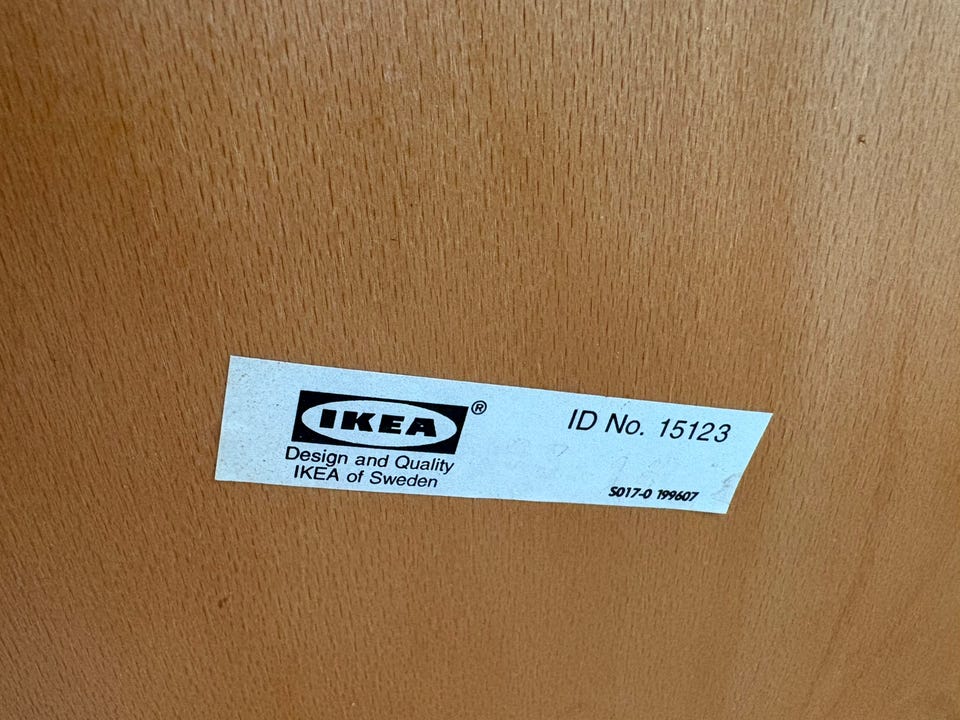 IKEA®
Design and Quality
IKEA of Sweden
ID No. 15123
S017-0 199607